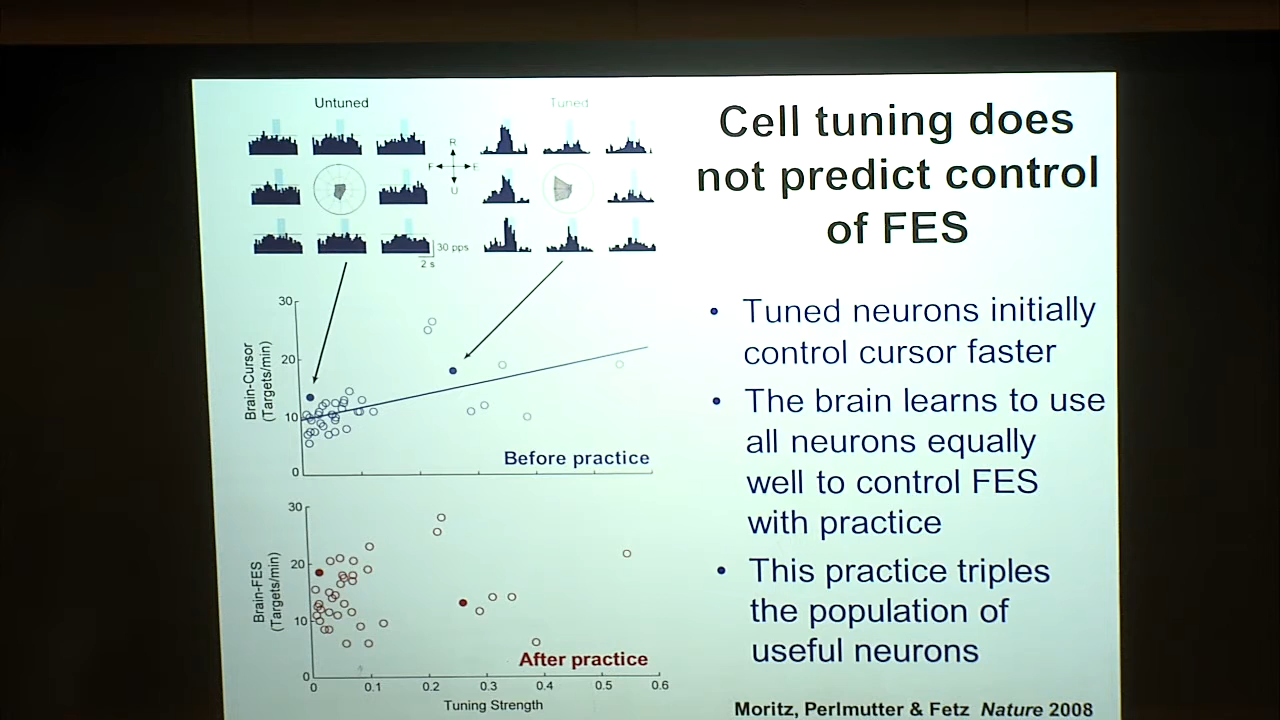 Untuned
Tuned
R
F E
U
30 pps
2 s
Cell tuning does
not predict control
of FES
• Tuned neurons initially
control cursor faster
• The brain learns to use
all neurons equally
well to control FES
with practice
• This practice triples
the population of
useful neurons
Moritz, Perlmutter & Fetz Nature 2008
30
20
10
0
Brain-Cursor
(Targets/min)
Before practice
30
20
10
0
Brain-FES
(Targets/min)
After practice
0 0.1 0.2 0.3 0.4 0.5 0.6
Tuning Strength